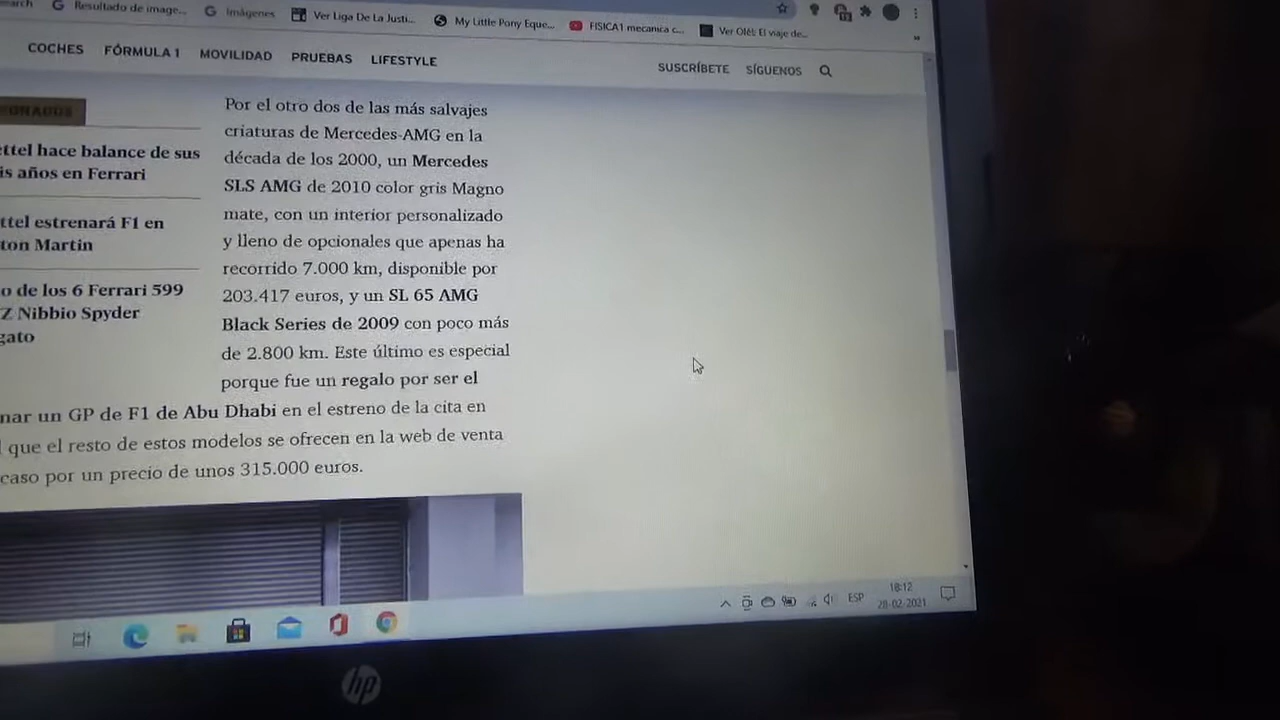 Resultado de image...
Imágenes
Ver Liga De La Justi...
My Little Pony Eque...
FISICA1 mecanica c...
Ver Olé!: El viaje de...
COCHES FÓRMULA 1 MOVILIDAD PRUEBAS LIFESTYLE
SUSCRÍBETE SÍGUENOS
ttel hace balance de sus
is años en Ferrari
ttel estrenará F1 en
ton Martin
o de los 6 Ferrari 599
Z Nibbio Spyder
gato
Por el otro dos de las más salvajes
criaturas de Mercedes-AMG en la
década de los 2000, un Mercedes
SLS AMG de 2010 color gris Magno
mate, con un interior personalizado
y lleno de opcionales que apenas ha
recorrido 7.000 km, disponible por
203.417 euros, y un SL 65 AMG
Black Series de 2009 con poco más
de 2.800 km. Este último es especial
porque fue un regalo por ser el
nar un GP de F1 de Abu Dhabi en el estreno de la cita en
l que el resto de estos modelos se ofrecen en la web de venta
caso por un precio de unos 315.000 euros.
ESP
18:12
28-02-2021
hp